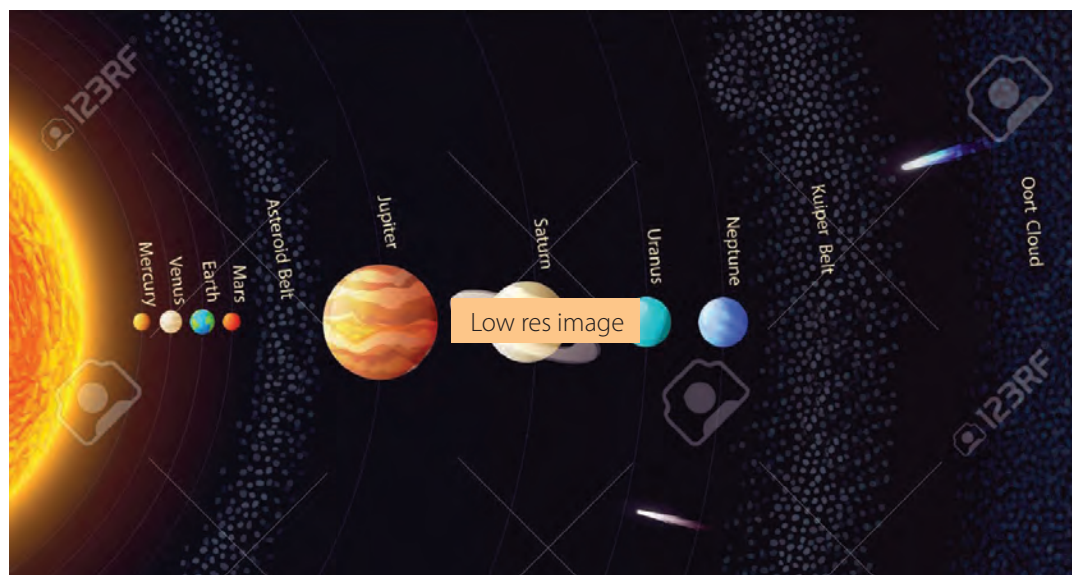 123RF
Mercury
Venus
Earth
Mars
Asteroid Belt
Jupiter
Saturn
Uranus
Neptune
Kuiper Belt
Oort Cloud
Low res image
123RF